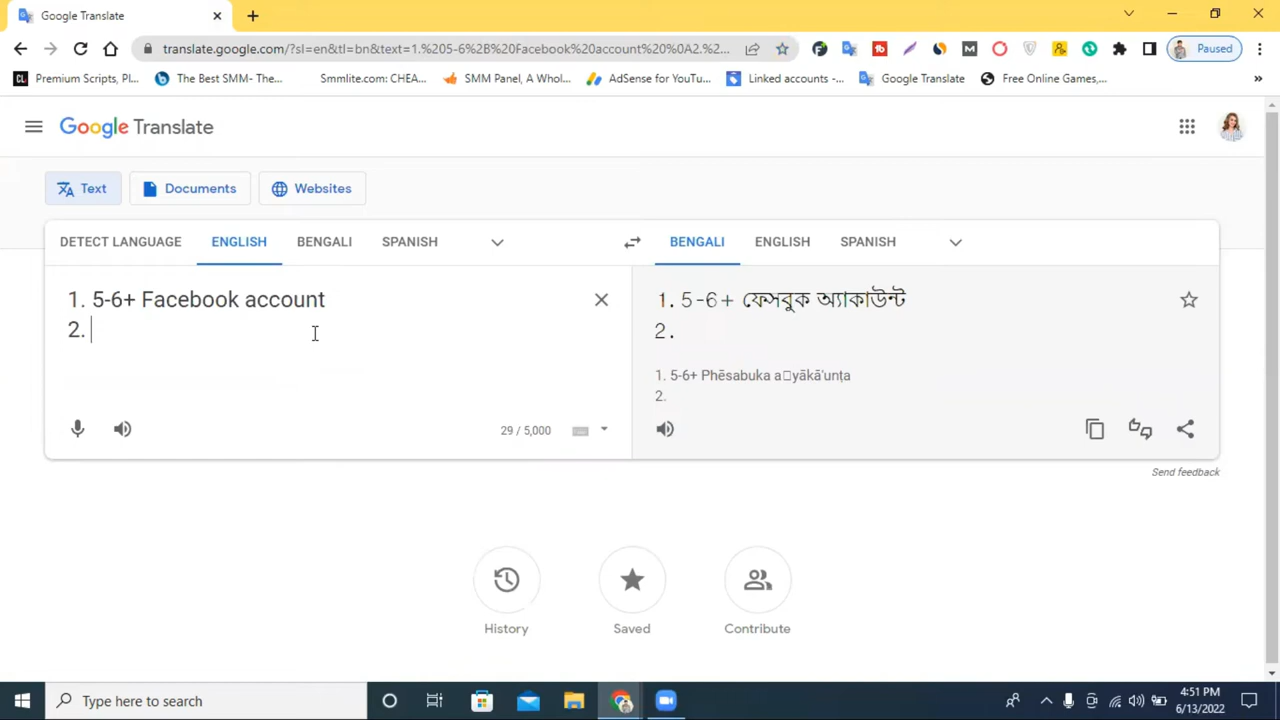 Google Translate
translate.google.com/?sl=en&tl=bn&text=1.%205-6%2B%20Facebook%20account%20%0A2.%2...
Paused
Premium Scripts, Pl...
The Best SMM- The...
Smmlite.com: CHEA...
SMM Panel, A Whol...
AdSense for YouTu...
Linked accounts -...
Google Translate
Free Online Games,...
Google Translate
Text
Documents
Websites
DETECT LANGUAGE
ENGLISH
BENGALI
SPANISH
BENGALI
ENGLISH
SPANISH
1. 5-6+ Facebook account
2.
29 / 5,000
1. 5-6+ ফেসবুক অ্যাকাউন্ট
2.
1. 5-6+ Phēsabuka a▯yākā'unṭa
2.
Send feedback
History
Saved
Contribute
Type here to search
4:51 PM
6/13/2022